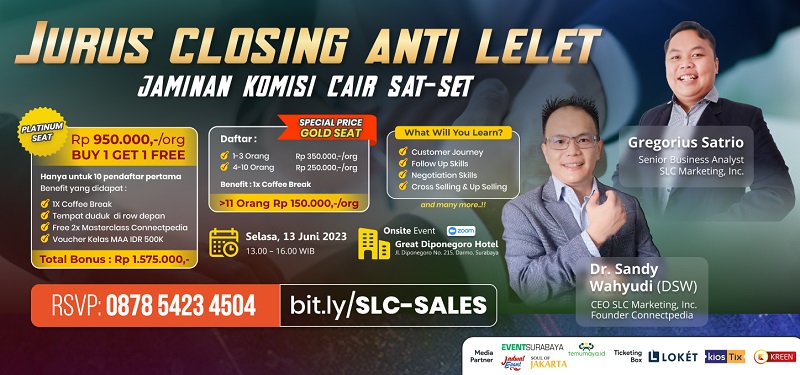 JURUS CLOSING ANTI LELET
JAMINAN KOMISI CAIR SAT-SET
PLATINUM SEAT
Rp 950.000,-/org
BUY 1 GET 1 FREE
Hanya untuk 10 pendaftar pertama
Benefit yang didapat :
1X Coffee Break
Tempat duduk di row depan
Free 2x Masterclass Connectpedia
Voucher Kelas MAA IDR 500K
Total Bonus : Rp 1.575.000,-
SPECIAL PRICE
GOLD SEAT
Daftar :
1-3 Orang Rp 350.000,-/org
4-10 Orang Rp 250.000,-/org
Benefit : 1x Coffee Break
>11 Orang Rp 150.000,-/org
What Will You Learn?
Customer Journey
Follow Up Skills
Negotiation Skills
Cross Selling & Up Selling
and many more..!!
Selasa, 13 Juni 2023
13.00 – 16.00 WIB
Onsite Event zoom
Great Diponegoro Hotel
Jl. Diponegoro No. 215, Darmo, Surabaya
Gregorius Satrio
Senior Business Analyst
SLC Marketing, Inc.
Dr. Sandy
Wahyudi (DSW)
CEO SLC Marketing, Inc.
Founder Connectpedia
RSVP: 0878 5423 4504
bit.ly/SLC-SALES
Media
Partner
EVENTSURABAYA
Jadwal
Event
temumaya.id
SOUL OF
JAKARTA
Ticketing
Box
LOKÉT
kiosTix
KREEN